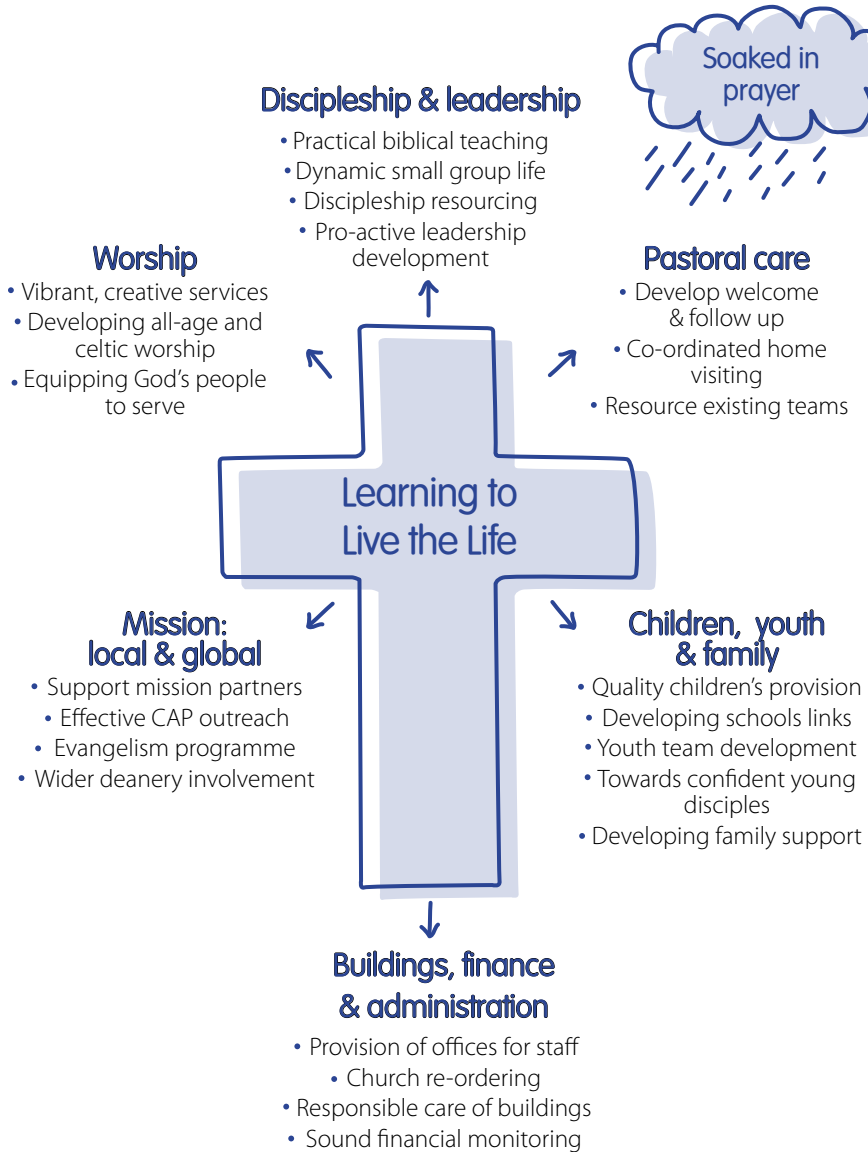 Soaked in
prayer
Discipleship & leadership
• Practical biblical teaching
• Dynamic small group life
• Discipleship resourcing
• Pro-active leadership
development
Worship
• Vibrant, creative services
• Developing all-age and
celtic worship
• Equipping God's people
to serve
Pastoral care
• Develop welcome
& follow up
• Co-ordinated home
visiting
• Resource existing teams
Learning to
Live the Life
Mission:
local & global
• Support mission partners
• Effective CAP outreach
• Evangelism programme
• Wider deanery involvement
Children, youth
& family
• Quality children's provision
• Developing schools links
• Youth team development
• Towards confident young
disciples
• Developing family support
Buildings, finance
& administration
• Provision of offices for staff
• Church re-ordering
• Responsible care of buildings
• Sound financial monitoring